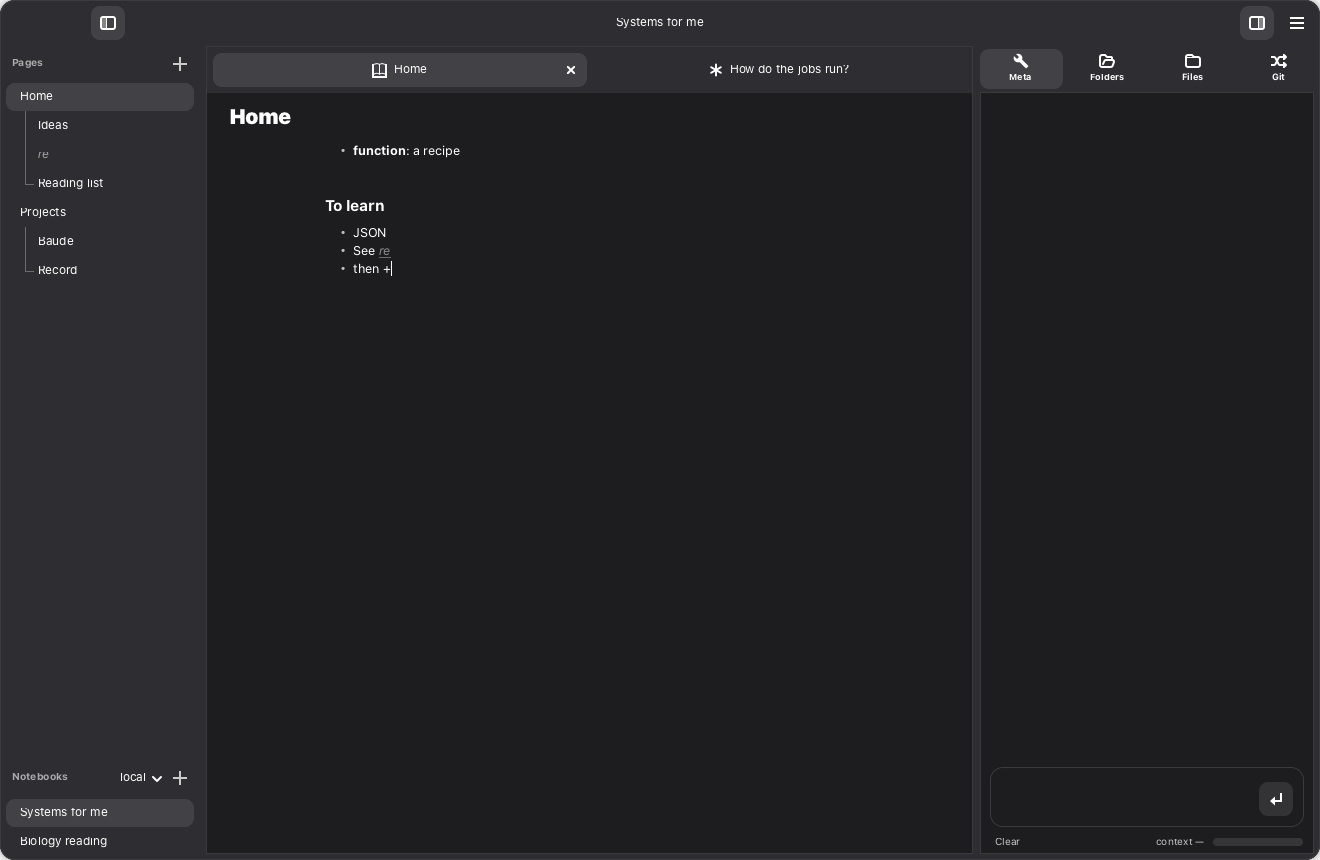 Systems for me
Pages
Home
Ideas
re
Reading list
Projects
Baude
Record
Notebooks
local
Systems for me
Biology reading
Home
How do the jobs run?
Home
• function: a recipe
To learn
• JSON
• See re
• then +
Meta
Folders
Files
Git
Clear
context —